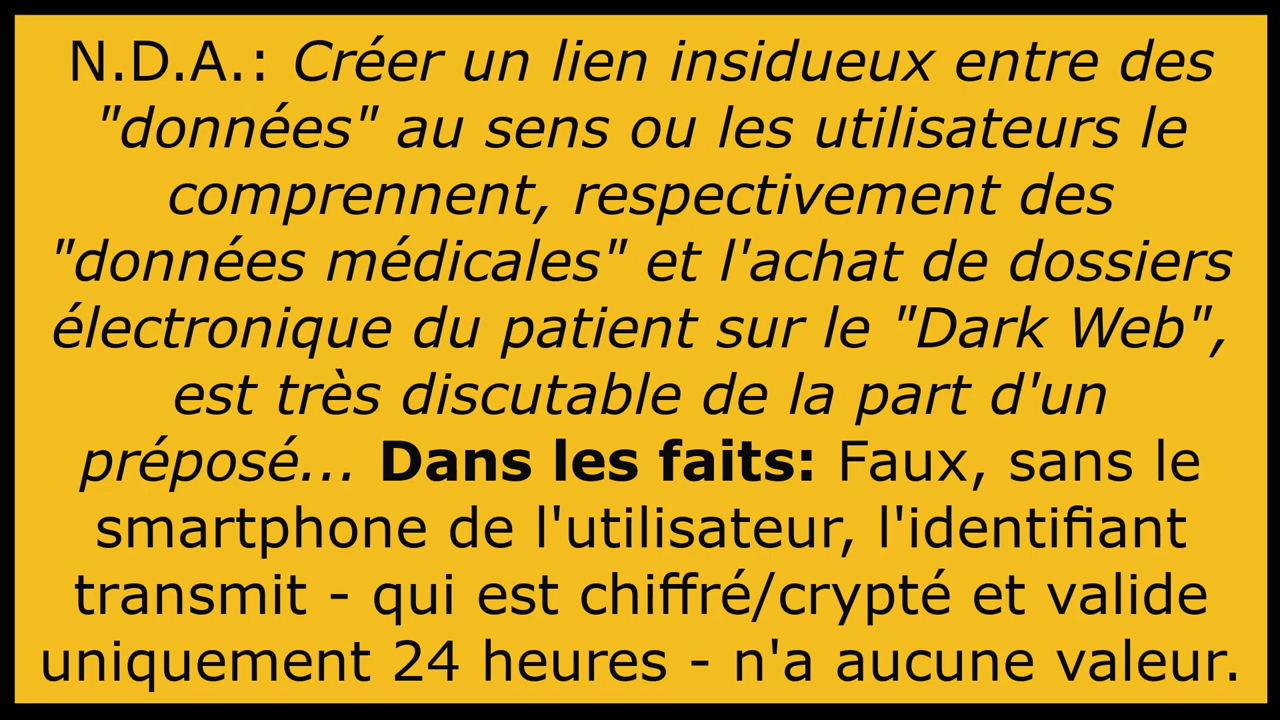 N.D.A.: Créer un lien insidueux entre des
"données" au sens ou les utilisateurs le
comprennent, respectivement des
"données médicales" et l'achat de dossiers
électronique du patient sur le "Dark Web",
est très discutable de la part d'un
préposé... Dans les faits: Faux, sans le
smartphone de l'utilisateur, l'identifiant
transmit - qui est chiffré/crypté et valide
uniquement 24 heures - n'a aucune valeur.